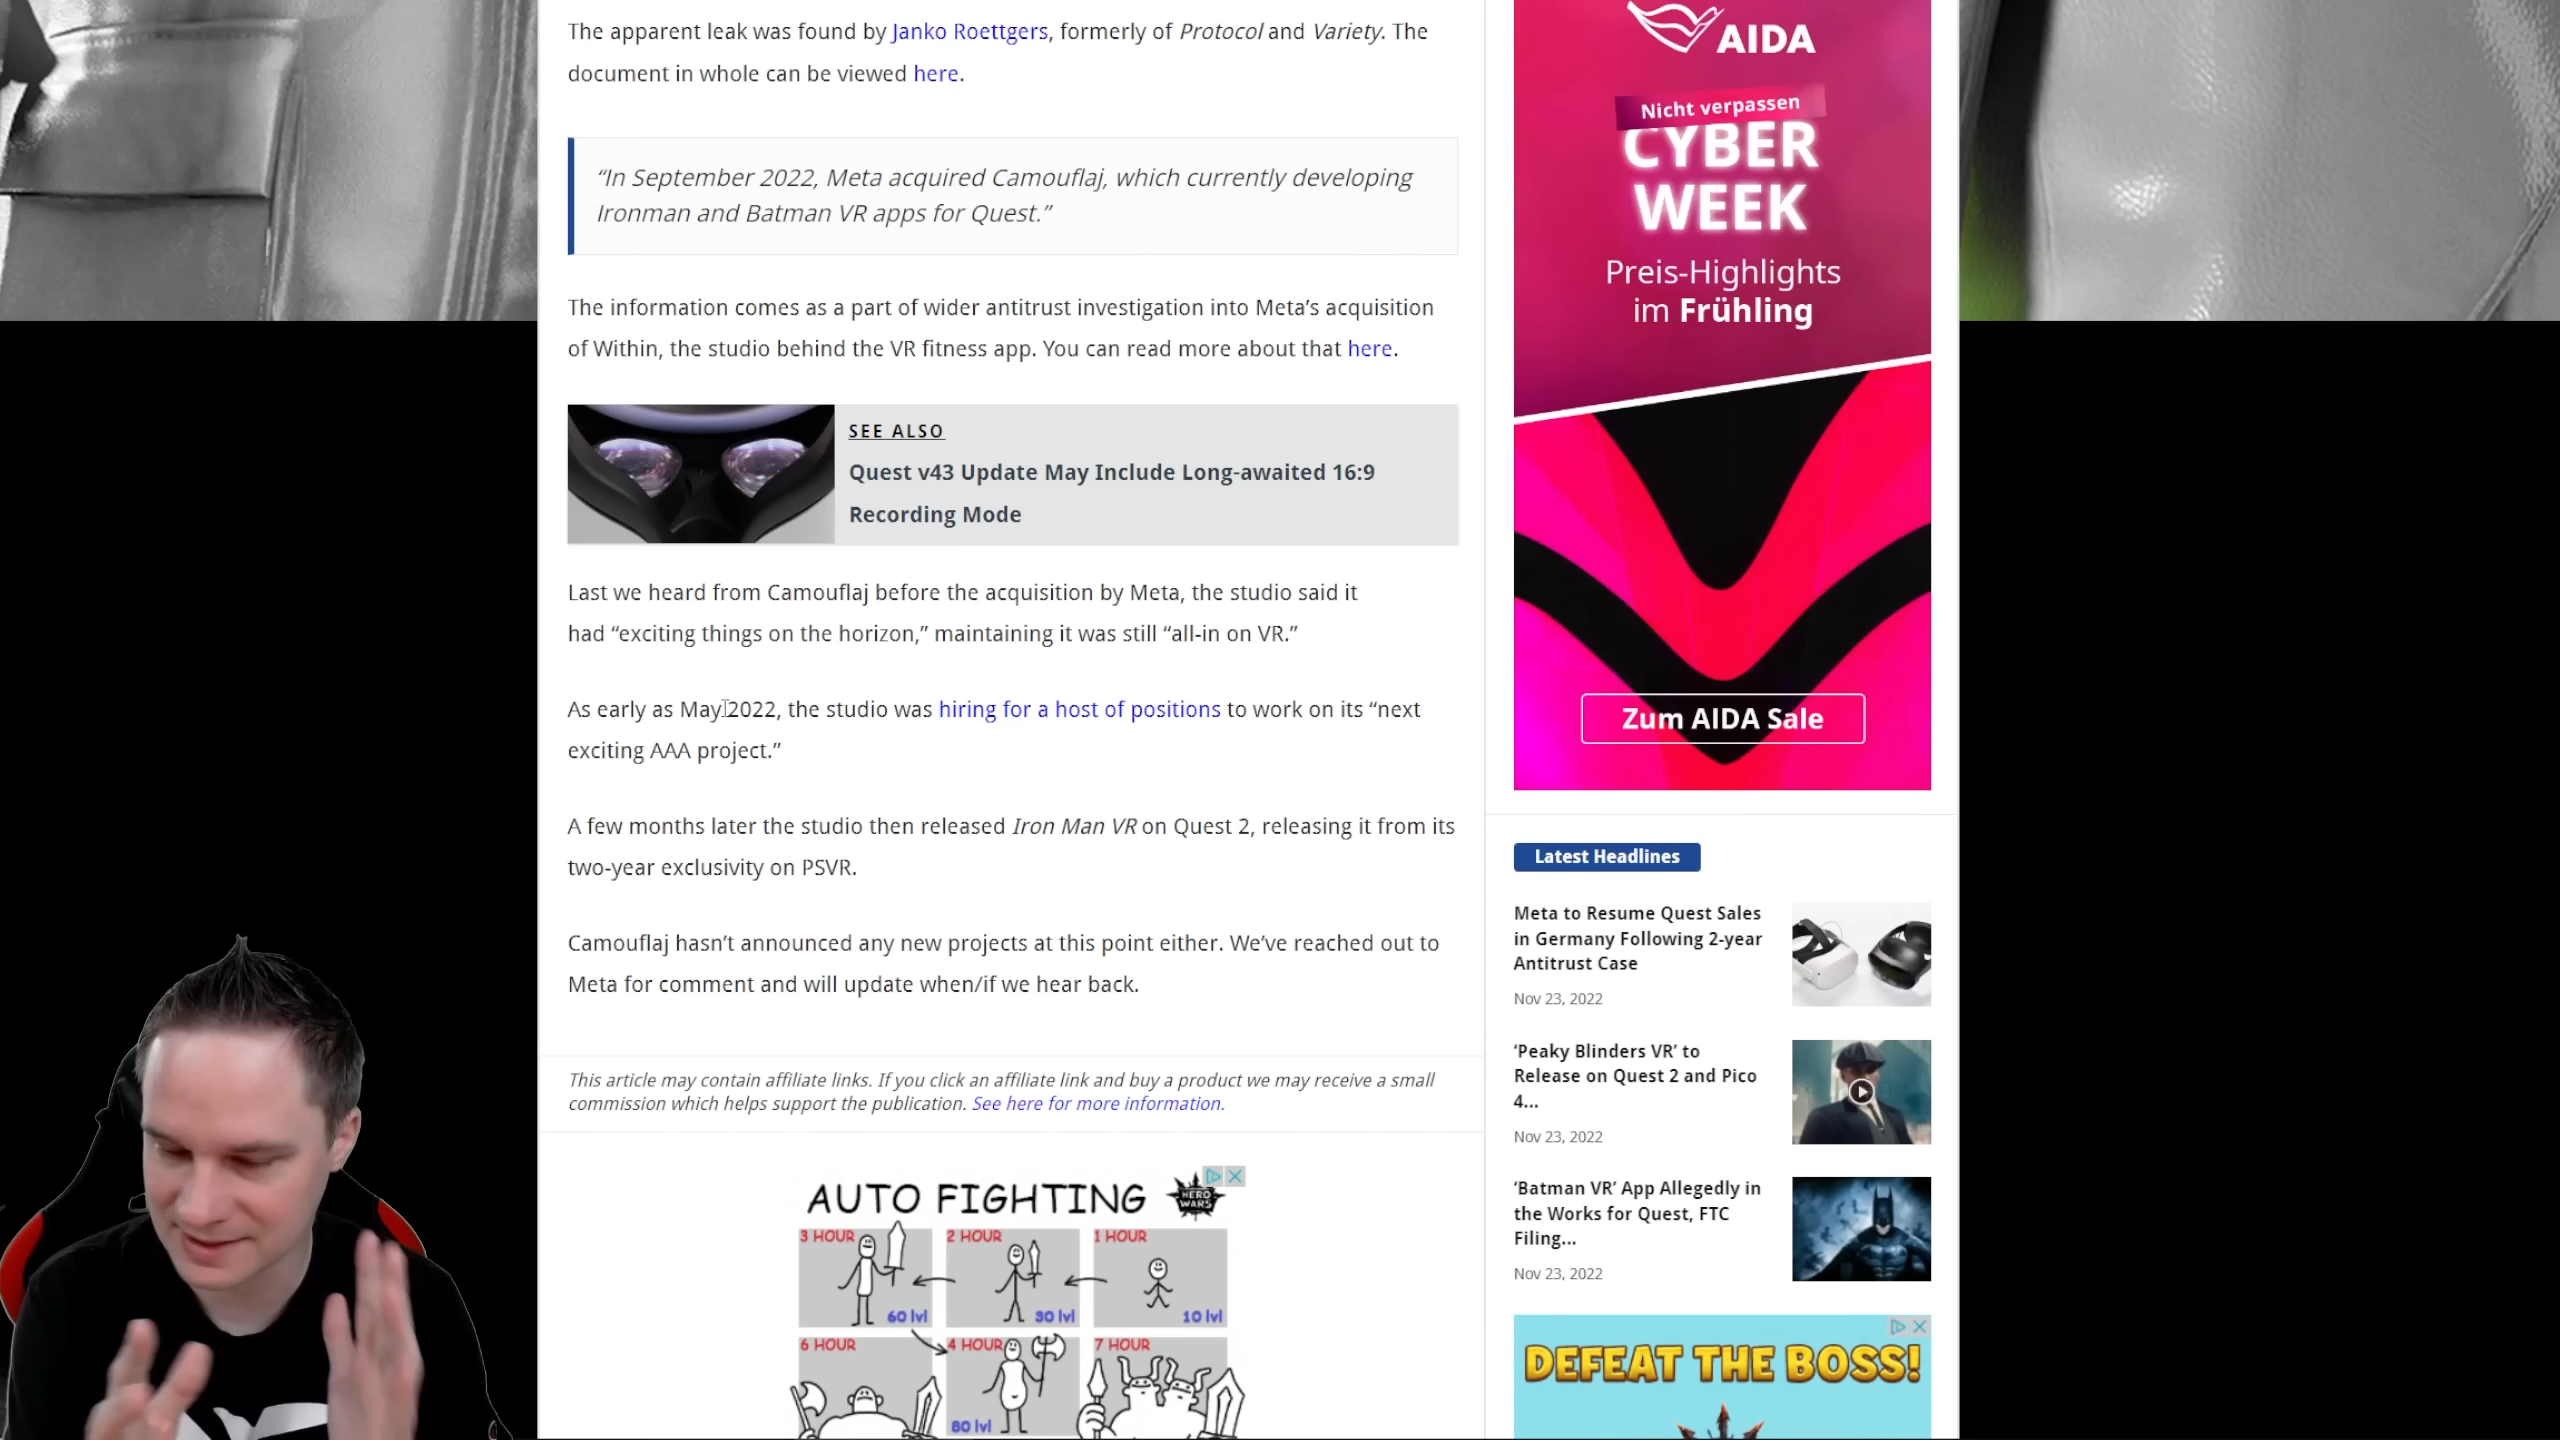 The apparent leak was found by Janko Roettgers, formerly of Protocol and Variety. The
document in whole can be viewed here.
“In September 2022, Meta acquired Camouflaj, which currently developing
Ironman and Batman VR apps for Quest.”
The information comes as a part of wider antitrust investigation into Meta’s acquisition
of Within, the studio behind the VR fitness app. You can read more about that here.
SEE ALSO
Quest v43 Update May Include Long-awaited 16:9
Recording Mode
Last we heard from Camouflaj before the acquisition by Meta, the studio said it
had “exciting things on the horizon,” maintaining it was still “all-in on VR.”
As early as May 2022, the studio was hiring for a host of positions to work on its “next
exciting AAA project.”
A few months later the studio then released Iron Man VR on Quest 2, releasing it from its
two-year exclusivity on PSVR.
Camouflaj hasn’t announced any new projects at this point either. We’ve reached out to
Meta for comment and will update when/if we hear back.
This article may contain affiliate links. If you click an affiliate link and buy a product we may receive a small
commission which helps support the publication. See here for more information.
AUTO FIGHTING
HERO
WARS
3 HOUR
2 HOUR
1 HOUR
60 lvl
30 lvl
10 lvl
6 HOUR
4 HOUR
7 HOUR
80 lvl
AIDA
Nicht verpassen
CYBER
WEEK
Preis-Highlights
im Frühling
Zum AIDA Sale
Latest Headlines
Meta to Resume Quest Sales
in Germany Following 2-year
Antitrust Case
Nov 23, 2022
‘Peaky Blinders VR’ to
Release on Quest 2 and Pico
4...
Nov 23, 2022
‘Batman VR’ App Allegedly in
the Works for Quest, FTC
Filing...
Nov 23, 2022
DEFEAT THE BOSS!